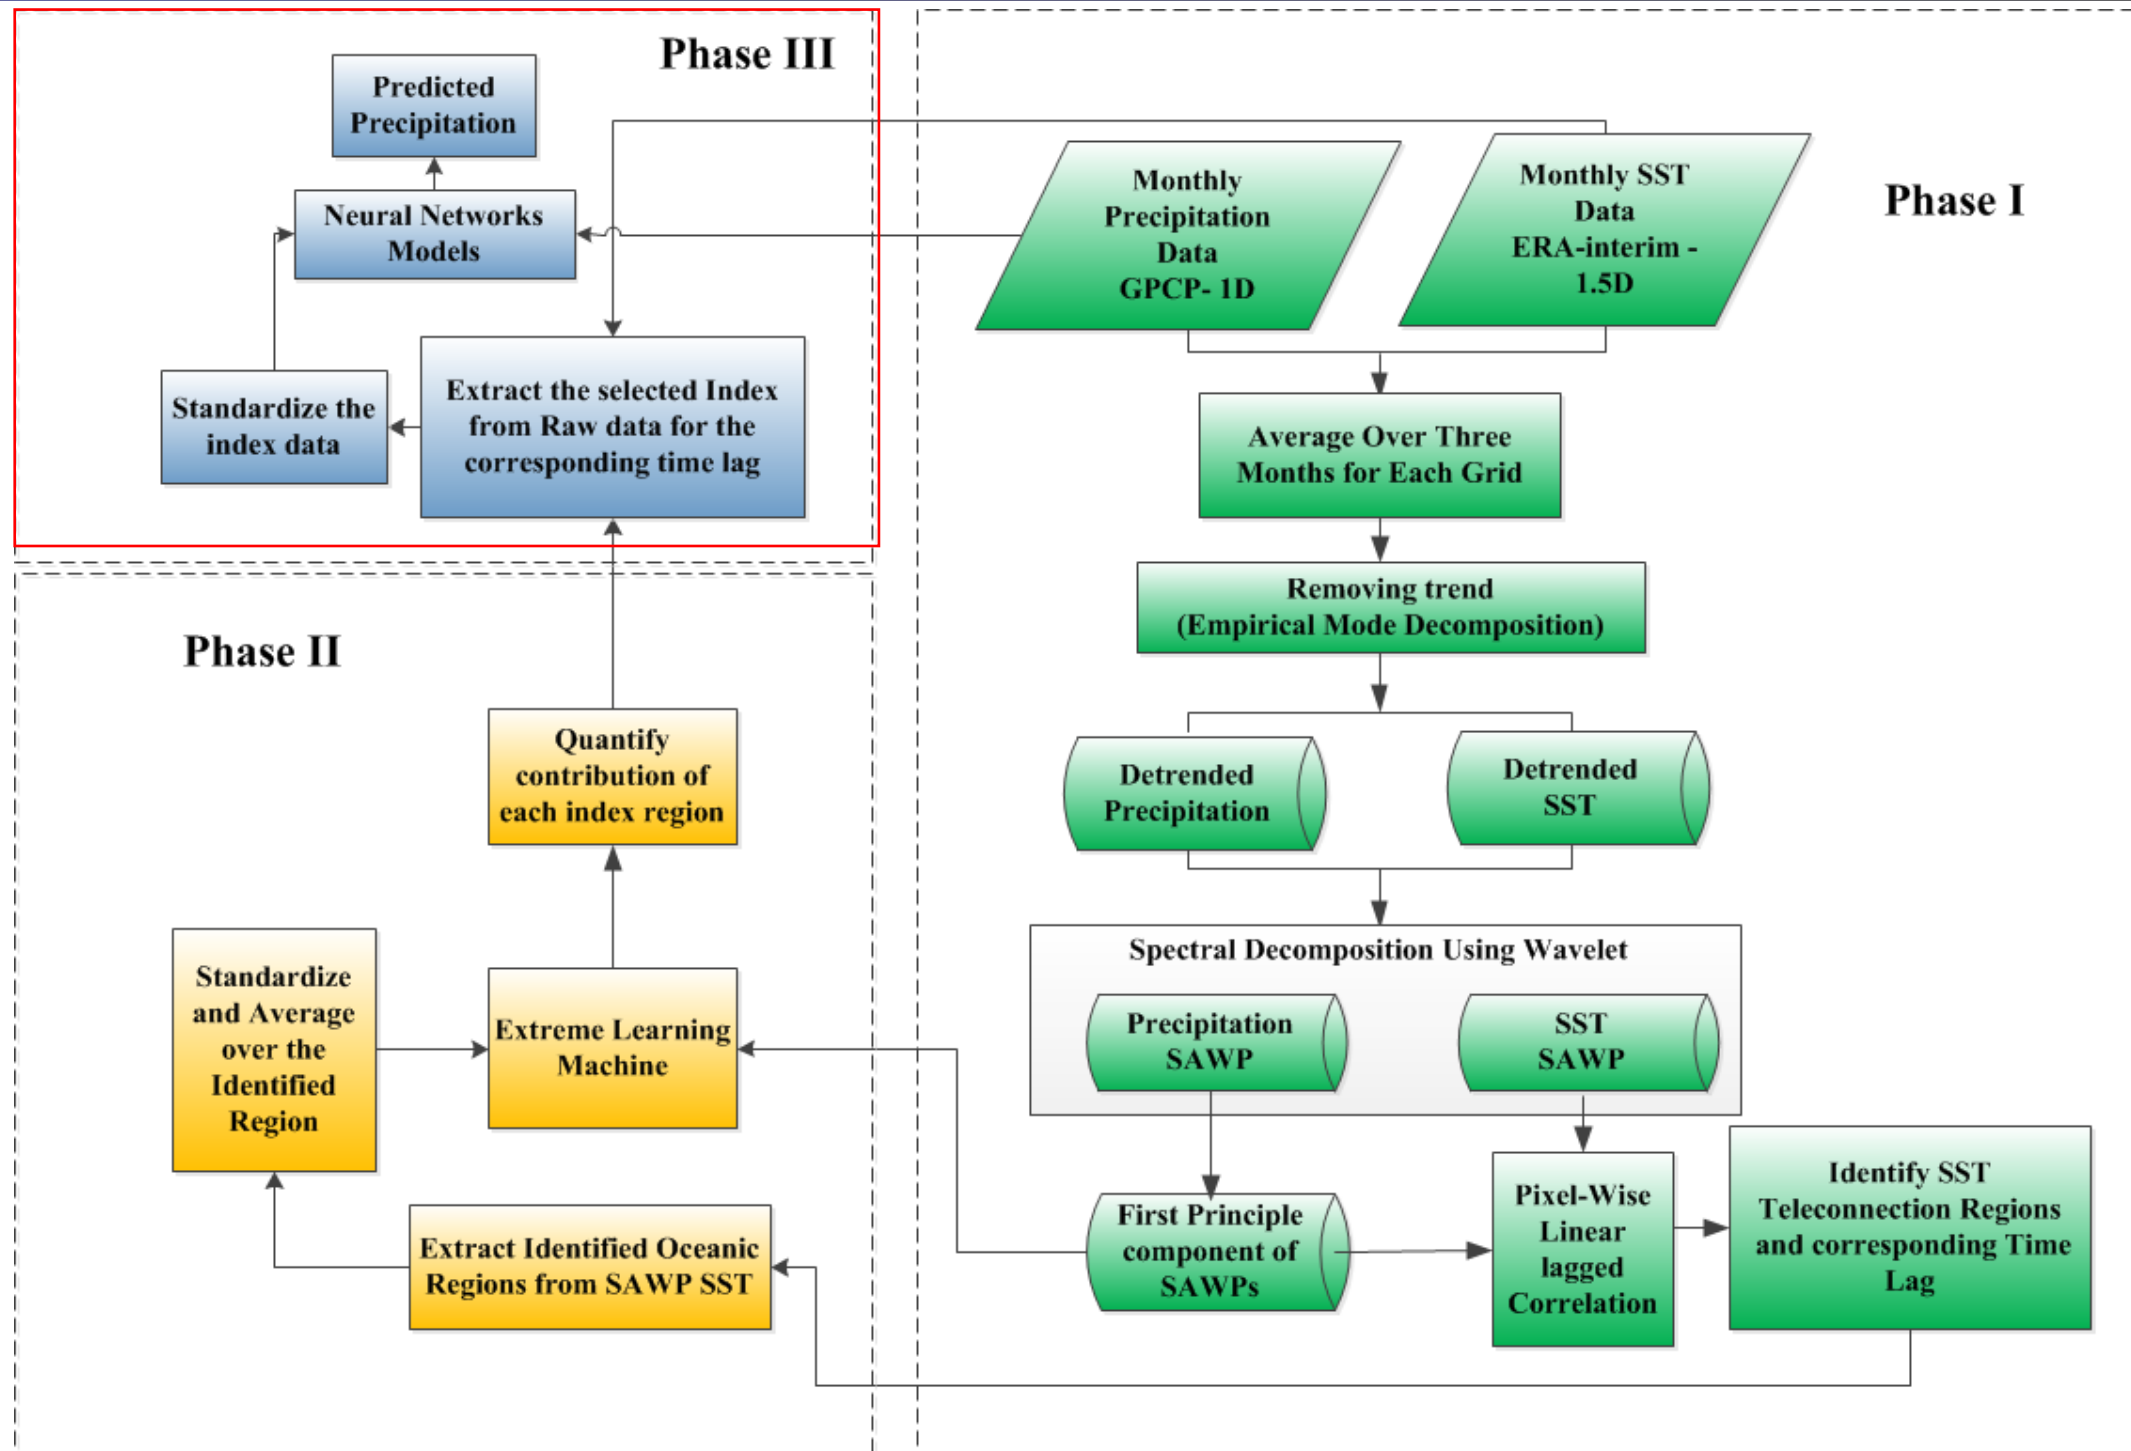 Phase III
Predicted
Precipitation
Neural Networks
Models
Standardize the
index data
Extract the selected Index
from Raw data for the
corresponding time lag
Phase I
Monthly
Precipitation
Data
GPCP- 1D
Monthly SST
Data
ERA-interim -
1.5D
Average Over Three
Months for Each Grid
Removing trend
(Empirical Mode Decomposition)
Detrended
Precipitation
Detrended
SST
Spectral Decomposition Using Wavelet
Precipitation
SAWP
SST
SAWP
First Principle
component of
SAWPs
Pixel-Wise
Linear
lagged
Correlation
Identify SST
Teleconnection Regions
and corresponding Time
Lag
Phase II
Quantify
contribution of
each index region
Standardize
and Average
over the
Identified
Region
Extreme Learning
Machine
Extract Identified Oceanic
Regions from SAWP SST